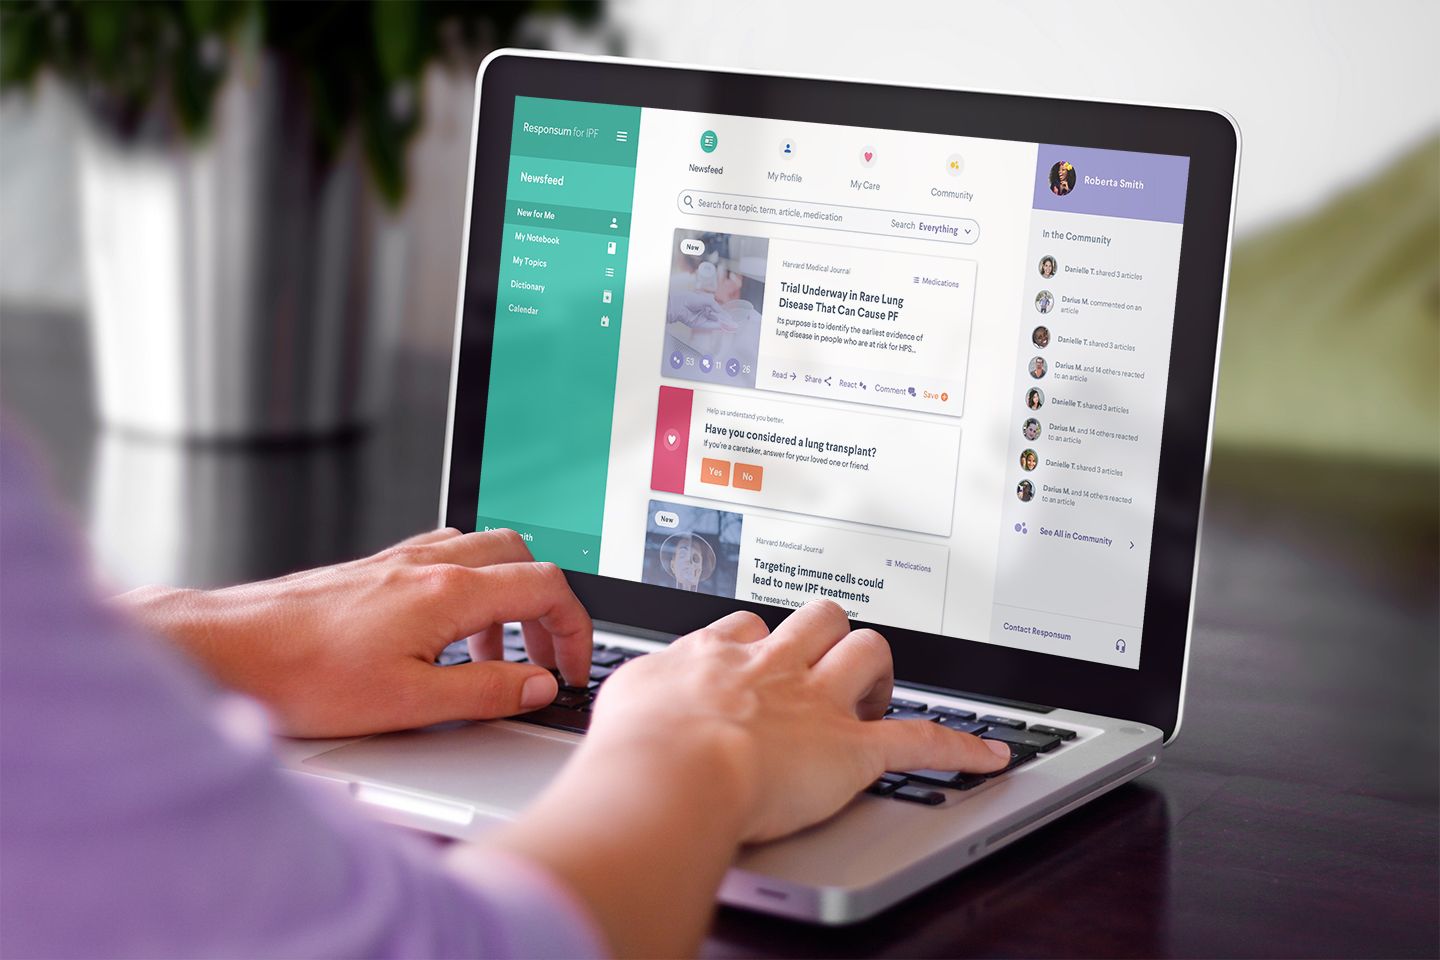 Responsum for IPF
Newsfeed
New for Me
My Notebook
My Topics
Dictionary
Calendar
Newsfeed
My Profile
My Care
Community
Search for a topic, term, article, medication
Search Everything
New
Harvard Medical Journal
Medications
Trial Underway in Rare Lung
Disease That Can Cause PF
Its purpose is to identify the earliest evidence of
lung disease in people who are at risk for HPS...
53 11 26
Read Share React Comment Save
Help us understand you better.
Have you considered a lung transplant?
If you're a caretaker, answer for your loved one or friend.
Yes No
New
Harvard Medical Journal
Medications
Targeting immune cells could
lead to new IPF treatments
The research
Roberta Smith
In the Community
Danielle T. shared 3 articles
Darius M. commented on an
article
Danielle T. shared 3 articles
Darius M. and 14 others reacted
to an article
Danielle T. shared 3 articles
Darius M. and 14 others reacted
to an article
Danielle T. shared 3 articles
Darius M. and 14 others reacted
to an article
See All in Community
Contact Responsum